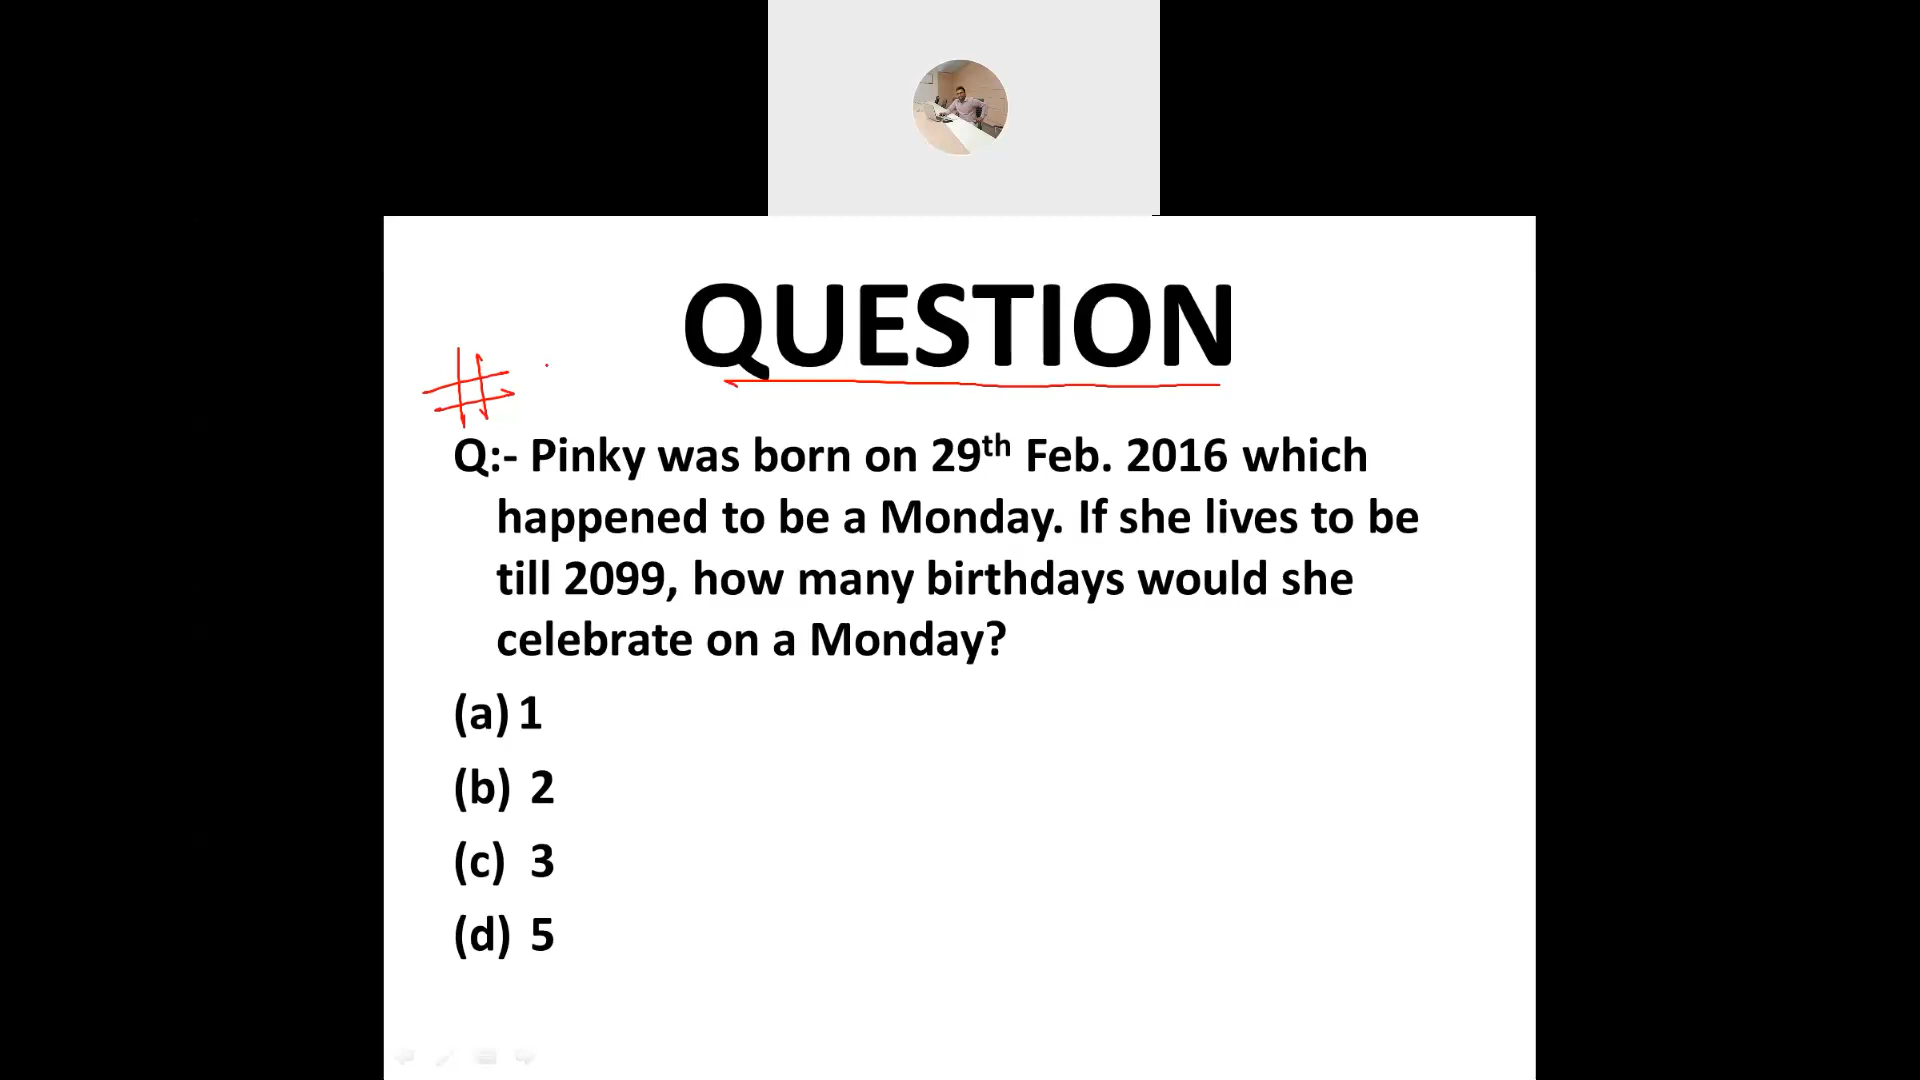 QUESTION
#
Q:- Pinky was born on 29th Feb. 2016 which
happened to be a Monday. If she lives to be
till 2099, how many birthdays would she
celebrate on a Monday?
(a) 1
(b) 2
(c) 3
(d) 5